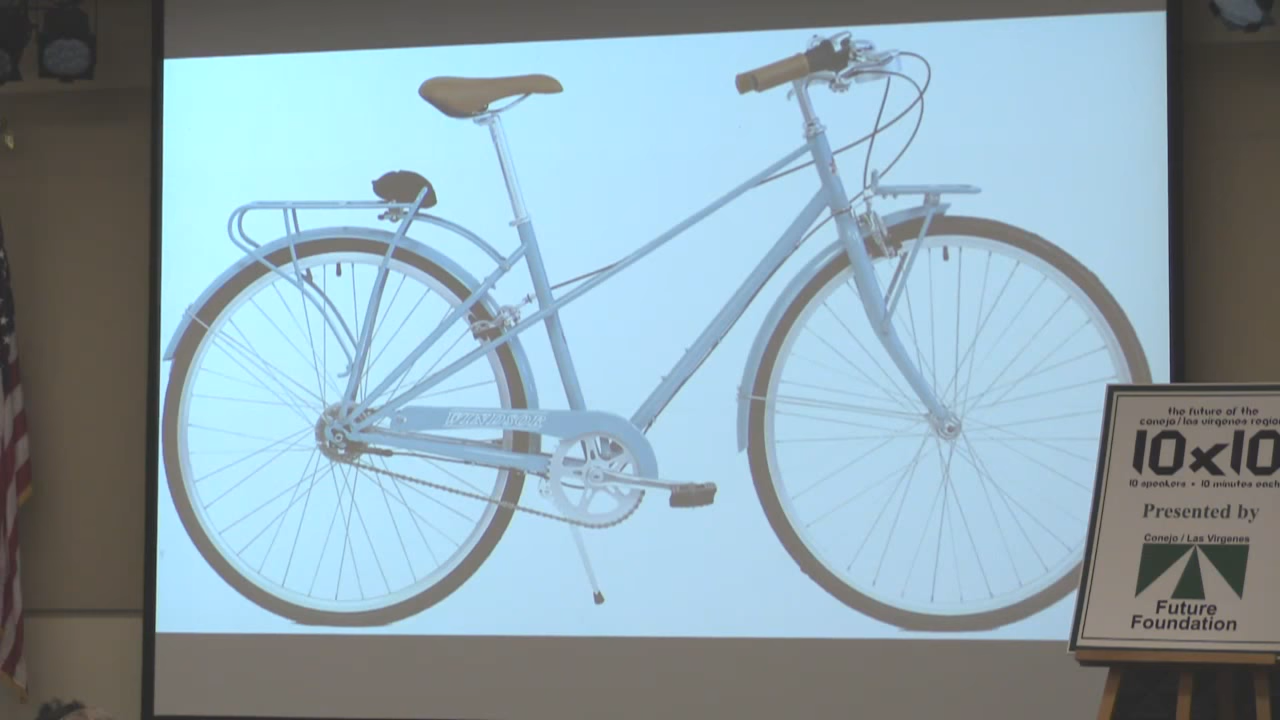 the future of the
conejo/las virgenes regio
10x10
10 speakers • 10 minutes each
Presented by
Conejo / Las Virgenes
Future
Foundation